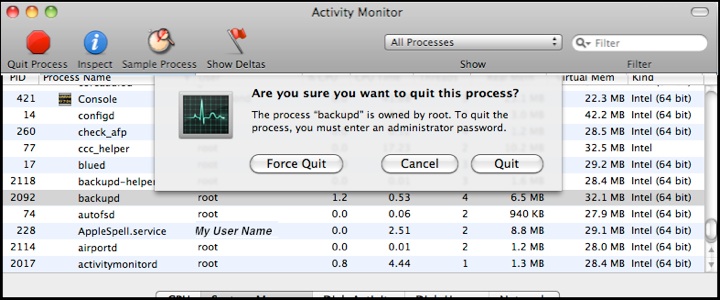 Activity Monitor
Quit Process Inspect Sample Process Show Deltas All Processes Show Filter Filter
PID Process Name Virtual Mem Kind
Are you sure you want to quit this process?
The process “backupd” is owned by root. To quit the
process, you must enter an administrator password.
Force Quit Cancel Quit
421 Console 22.3 MB Intel (64 bit)
14 configd 42.2 MB Intel (64 bit)
260 check_afp 28.5 MB Intel (64 bit)
77 ccc_helper 32.5 MB Intel
17 blued 29.2 MB Intel (64 bit)
2118 backupd-helper 28.4 MB Intel (64 bit)
2092 backupd root 1.2 0.53 4 6.5 MB 32.1 MB Intel (64 bit)
74 autofsd root 0.0 0.06 2 940 KB 27.9 MB Intel (64 bit)
228 AppleSpell.service My User Name 0.0 2.51 2 8.8 MB 29.1 MB Intel (64 bit)
2114 airportd root 0.0 0.01 2 1.2 MB 28.0 MB Intel (64 bit)
2017 activitymonitord root 0.8 4.44 1 1.3 MB 28.4 MB Intel (64 bit)